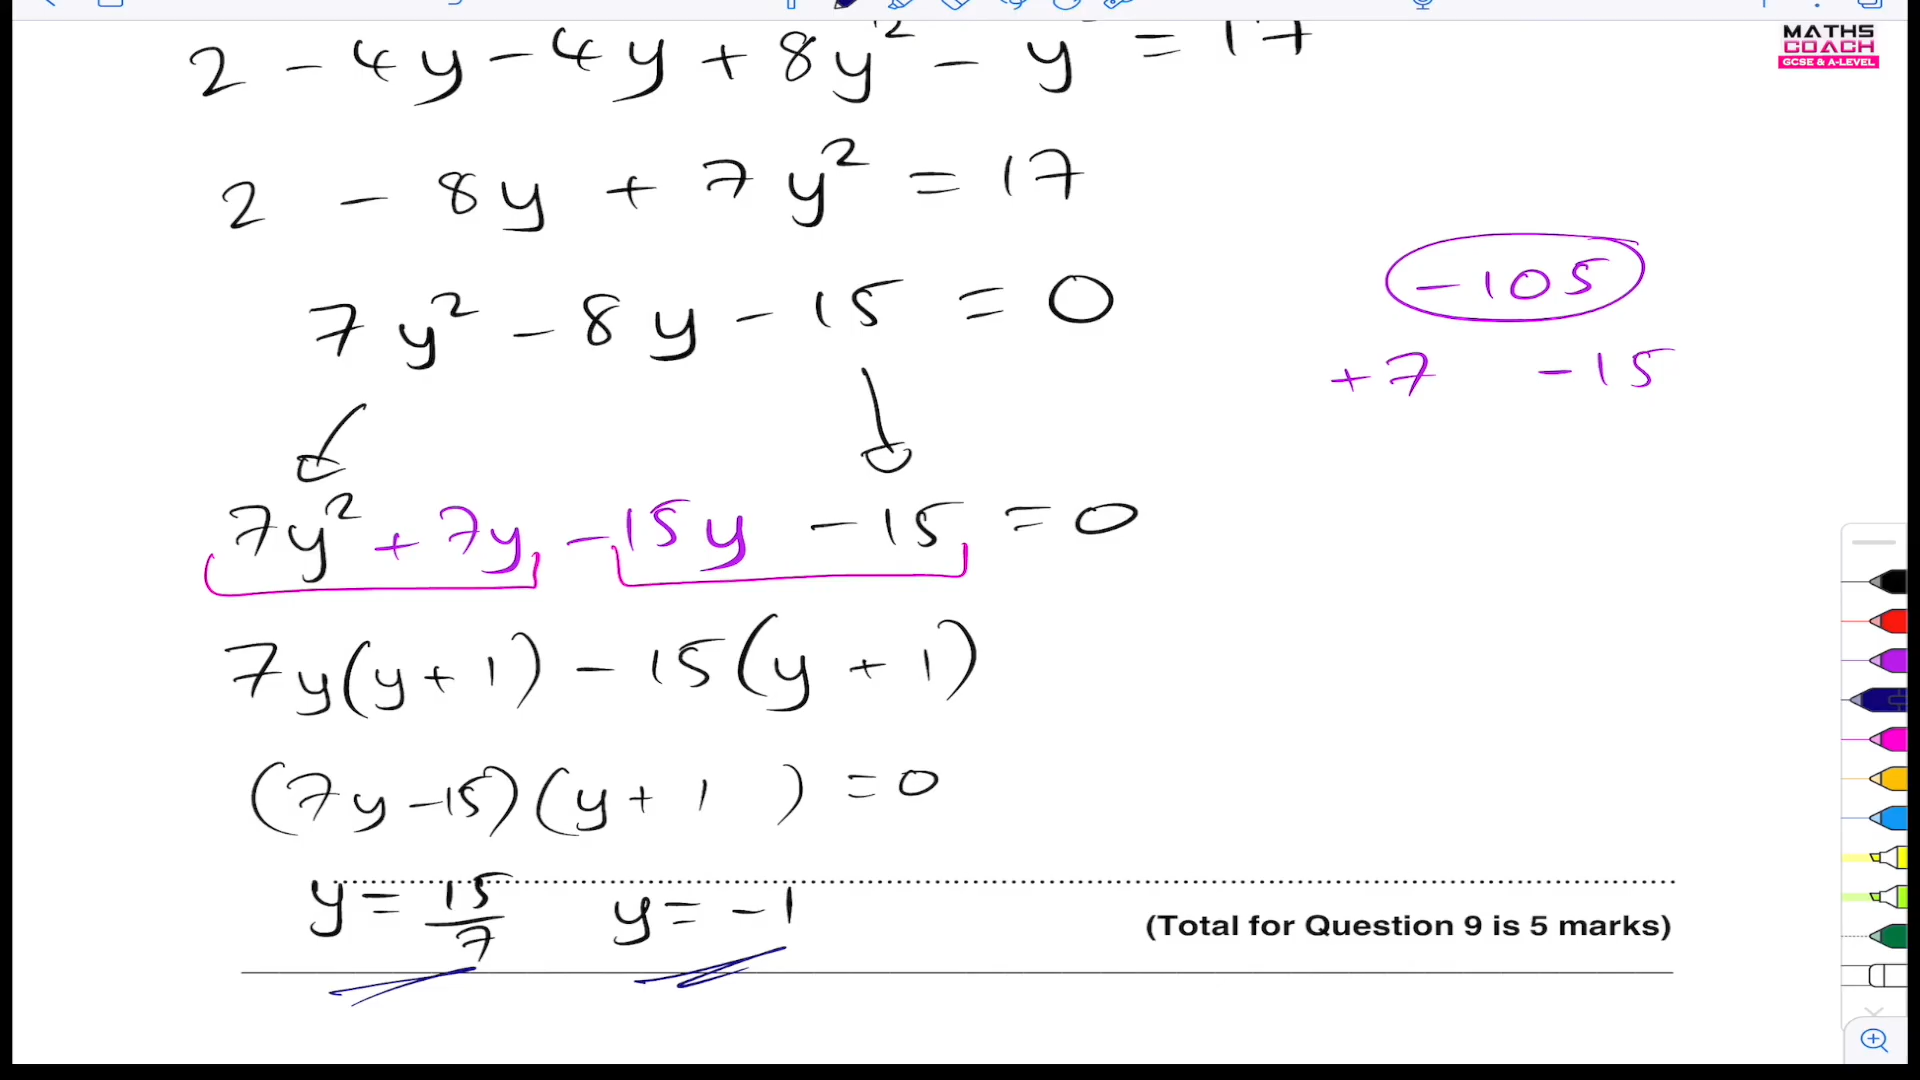 2 - 4y - 4y + 8y² - y² = 17
MATHS
COACH
GCSE & A-LEVEL
2 - 8y + 7y² = 17
-105
7y² - 8y - 15 = 0
+7 -15
7y² + 7y - 15y - 15 = 0
7y(y + 1) - 15(y + 1)
(7y - 15)(y + 1 ) = 0
y = 15/7 y = -1
(Total for Question 9 is 5 marks)